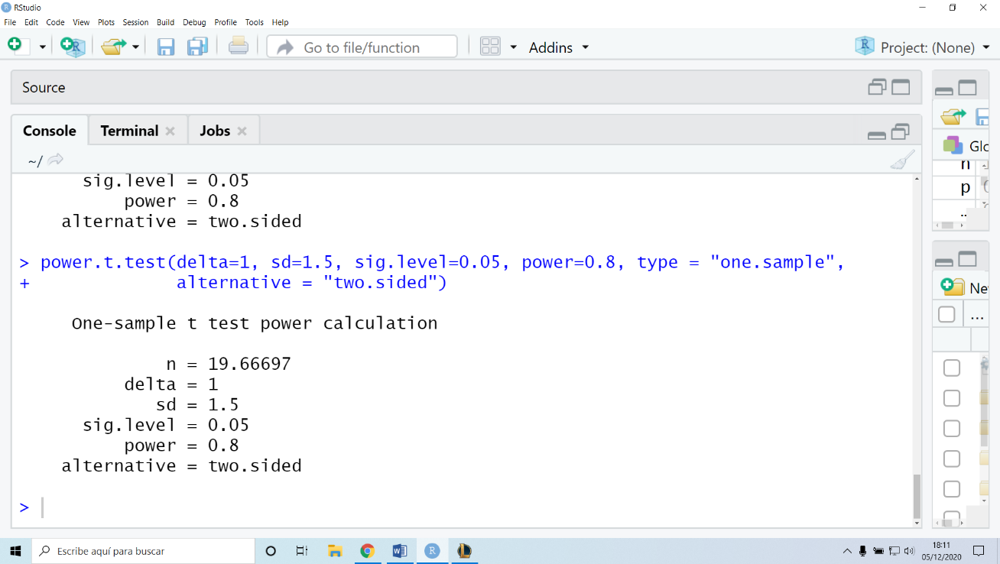 RStudio
File Edit Code View Plots Session Build Debug Profile Tools Help
Go to file/function
Addins
Project: (None)
Source
Console Terminal Jobs
~/
sig.level = 0.05
power = 0.8
alternative = two.sided
> power.t.test(delta=1, sd=1.5, sig.level=0.05, power=0.8, type = "one.sample",
+ alternative = "two.sided")
One-sample t test power calculation
n = 19.66697
delta = 1
sd = 1.5
sig.level = 0.05
power = 0.8
alternative = two.sided
>
n
p
...
Escribe aquí para buscar
18:11
05/12/2020